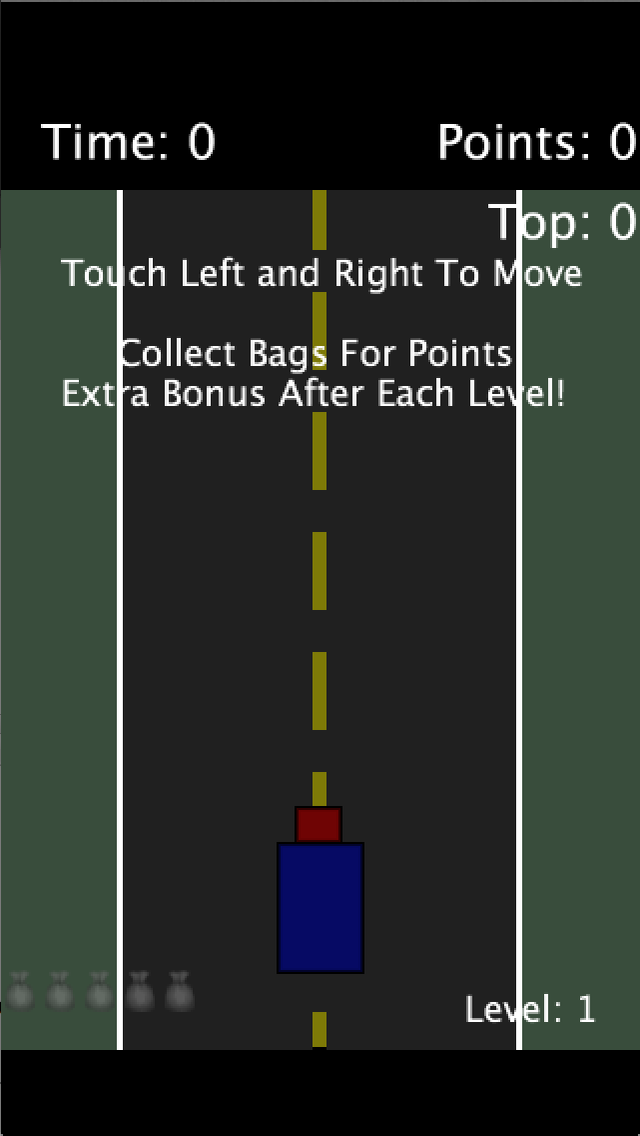 Time: 0
Points: 0
Top: 0
Touch Left and Right To Move
Collect Bags For Points
Extra Bonus After Each Level!
Level: 1